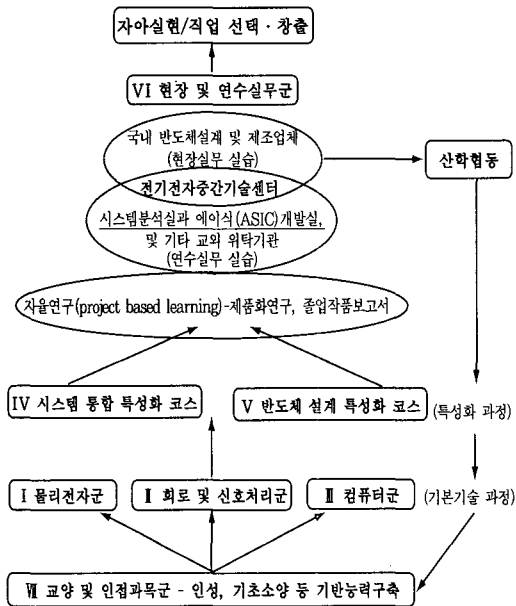 자아실현/직업 선택·창출
VI 현장 및 연수실무군
국내 반도체설계 및 제조업체
(현장실무 실습)
산학협동
전기전자중간기술센터
시스템분석실과 에이식(ASIC)개발실,
및 기타 교외 위탁기관
(연수실무 실습)
자율연구(project based learning)-제품화연구, 졸업작품보고서
IV 시스템 통합 특성화 코스
V 반도체 설계 특성화 코스
(특성화 과정)
I 물리전자군
II 회로 및 신호처리군
III 컴퓨터군
(기본기술 과정)
VII 교양 및 인접과목군 - 인성, 기초소양 등 기반능력구축